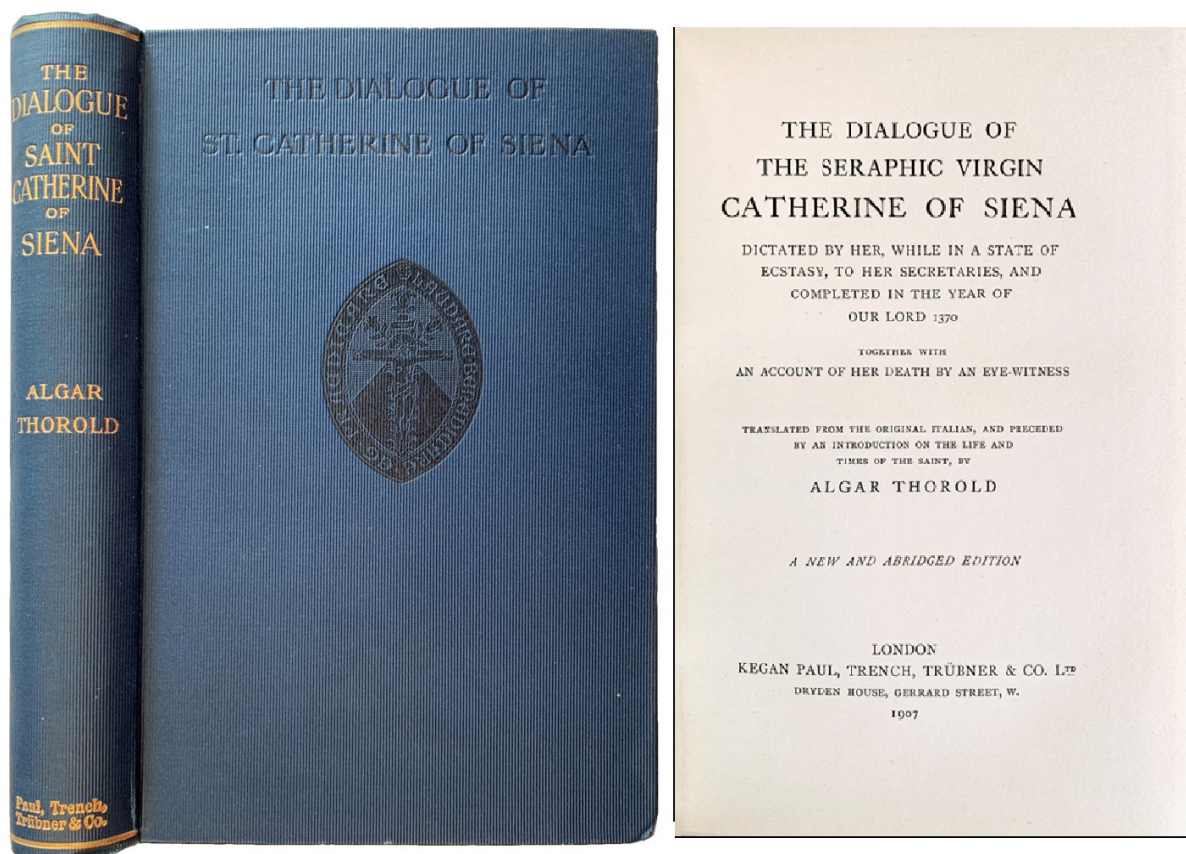 THE
DIALOGUE
OF
SAINT
CATHERINE
OF
SIENA
ALGAR
THOROLD
Paul, Trench,
Trübner & Co.
THE DIALOGUE OF
ST. CATHERINE OF SIENA
LAUDARE BENEDICERE PRAEDICARE
THE DIALOGUE OF
THE SERAPHIC VIRGIN
CATHERINE OF SIENA
DICTATED BY HER, WHILE IN A STATE OF
ECSTASY, TO HER SECRETARIES, AND
COMPLETED IN THE YEAR OF
OUR LORD 1370
TOGETHER WITH
AN ACCOUNT OF HER DEATH BY AN EYE-WITNESS
TRANSLATED FROM THE ORIGINAL ITALIAN, AND PRECEDED
BY AN INTRODUCTION ON THE LIFE AND
TIMES OF THE SAINT, BY
ALGAR THOROLD
A NEW AND ABRIDGED EDITION
LONDON
KEGAN PAUL, TRENCH, TRÜBNER & CO. LTD
DRYDEN HOUSE, GERRARD STREET, W.
1907